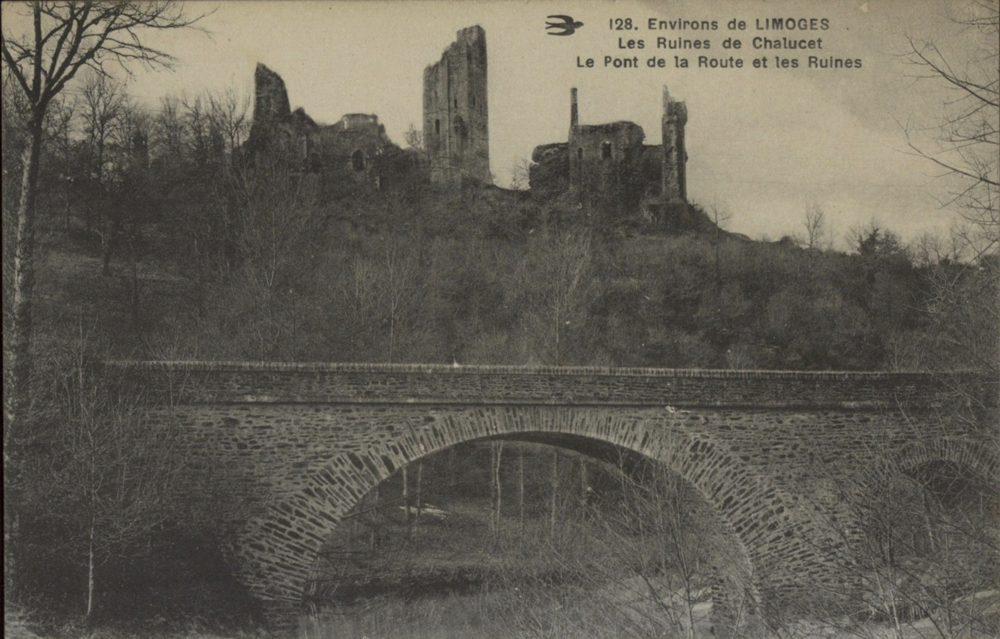 128. Environs de LIMOGES
Les Ruines de Chalucet
Le Pont de la Route et les Ruines